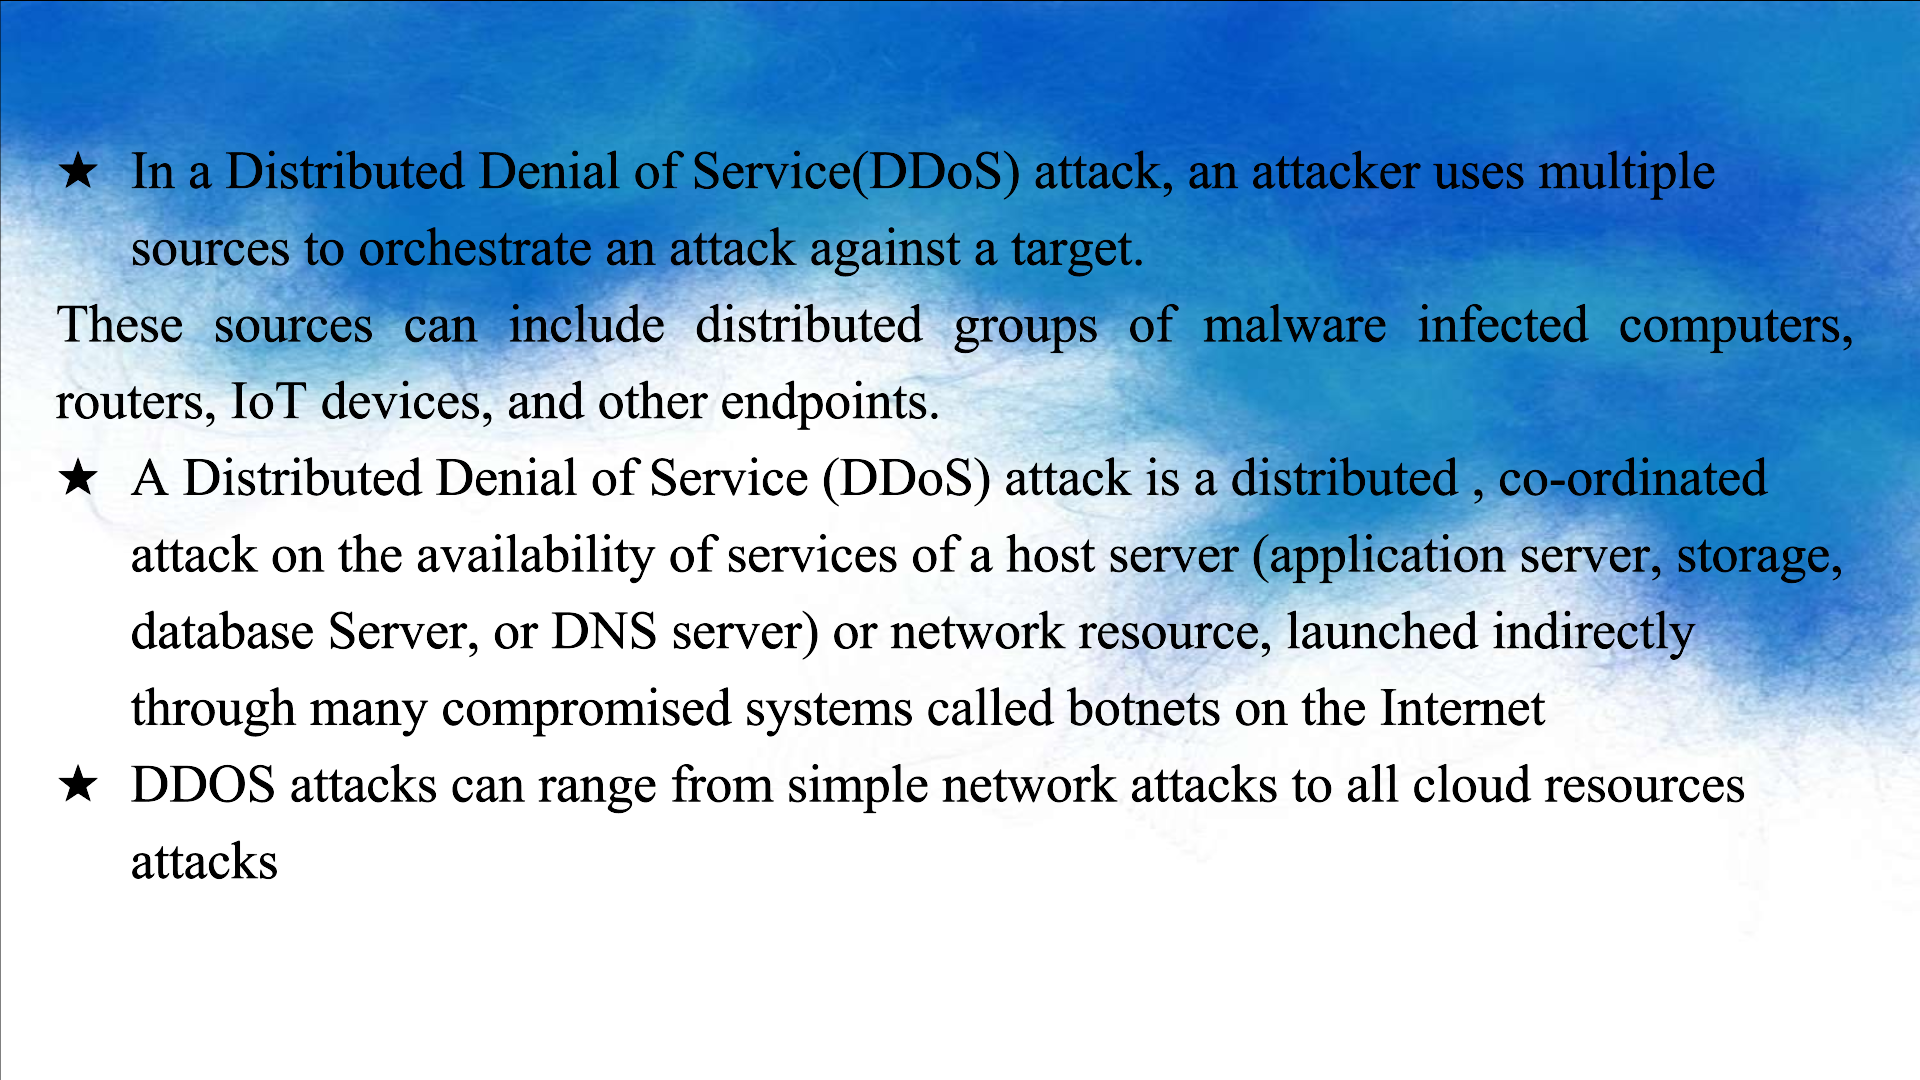 ★ In a Distributed Denial of Service(DDoS) attack, an attacker uses multiple
sources to orchestrate an attack against a target.
These sources can include distributed groups of malware infected computers,
routers, IoT devices, and other endpoints.
★ A Distributed Denial of Service (DDoS) attack is a distributed , co-ordinated
attack on the availability of services of a host server (application server, storage,
database Server, or DNS server) or network resource, launched indirectly
through many compromised systems called botnets on the Internet
★ DDOS attacks can range from simple network attacks to all cloud resources
attacks